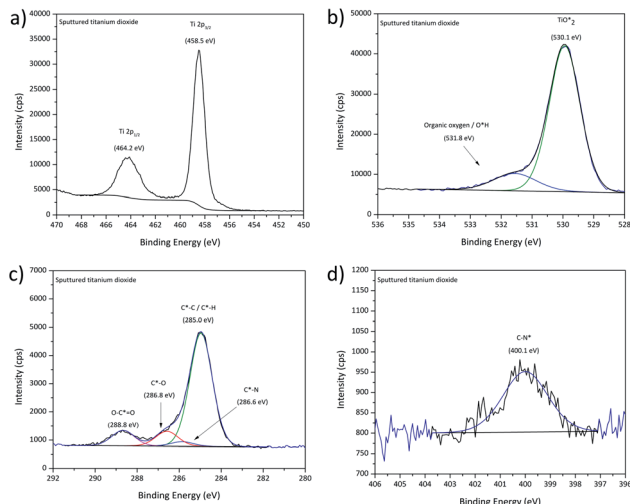 a)
Sputtured titanium dioxide
Ti 2p3/2
(458.5 eV)
Ti 2p1/2
(464.2 eV)
Intensity (cps)
40000
35000
30000
25000
20000
15000
10000
5000
0
470 468 466 464 462 460 458 456 454 452 450
Binding Energy (eV)
b)
Sputtured titanium dioxide
TiO*2
(530.1 eV)
Organic oxygen / O*H
(531.8 eV)
Intensity (cps)
50000
40000
30000
20000
10000
0
536 535 534 533 532 531 530 529 528
Binding Energy (eV)
c)
Sputtured titanium dioxide
C*-C / C*-H
(285.0 eV)
C*-O
(286.8 eV)
C*-N
(286.6 eV)
O-C*=O
(288.8 eV)
Intensity (cps)
7000
6000
5000
4000
3000
2000
1000
0
292 290 288 286 284 282 280
Binding Energy (eV)
d)
Sputtured titanium dioxide
C-N*
(400.1 eV)
Intensity (cps)
1200
1150
1100
1050
1000
950
900
850
800
750
700
406 405 404 403 402 401 400 399 398 397 396
Binding Energy (eV)